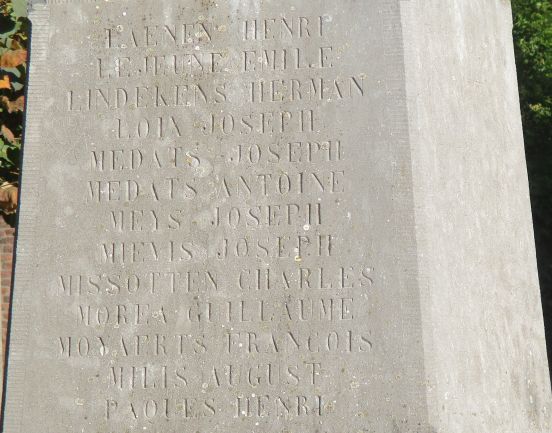 LAENEN HENRI
LEJEUNE EMILE
LINDEKENS HERMAN
LOIX JOSEPH
MEDATS JOSEPH
MEDATS ANTOINE
MEYS JOSEPH
MIEVIS JOSEPH
MISSOTTEN CHARLES
MOREA GUILLAUME
MOYAERTS FRANÇOIS
MILIS AUGUST
PAQUES HENRI